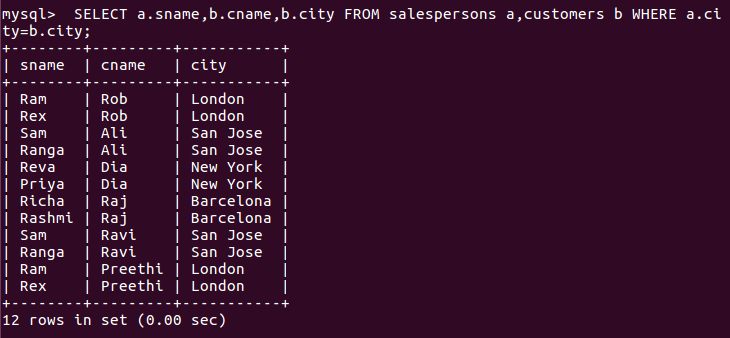 mysql>  SELECT a.sname,b.cname,b.city FROM salespersons a,customers b WHERE a.ci
ty=b.city;
+--------+---------+-----------+
| sname  | cname   | city      |
+--------+---------+-----------+
| Ram    | Rob     | London    |
| Rex    | Rob     | London    |
| Sam    | Ali     | San Jose  |
| Ranga  | Ali     | San Jose  |
| Reva   | Dia     | New York  |
| Priya  | Dia     | New York  |
| Richa  | Raj     | Barcelona |
| Rashmi | Raj     | Barcelona |
| Sam    | Ravi    | San Jose  |
| Ranga  | Ravi    | San Jose  |
| Ram    | Preethi | London    |
| Rex    | Preethi | London    |
+--------+---------+-----------+
12 rows in set (0.00 sec)